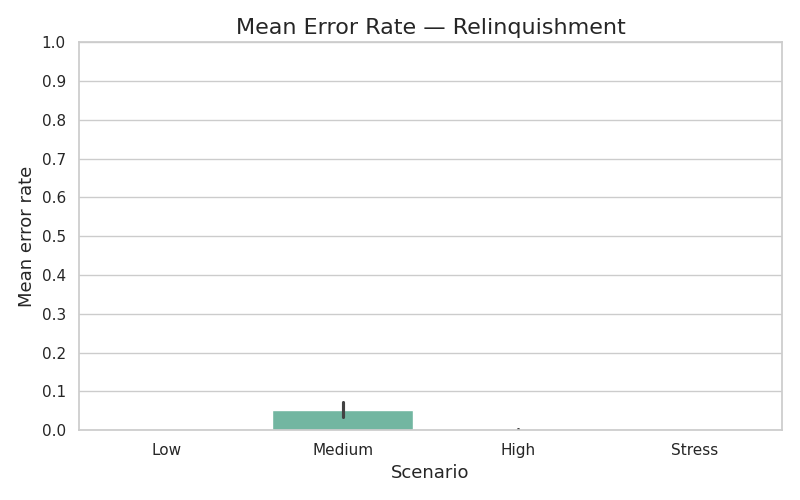 Mean Error Rate — Relinquishment
1.0
0.9
0.8
0.7
0.6
0.5
0.4
0.3
0.2
0.1
0.0
Mean error rate
Low Medium High Stress
Scenario